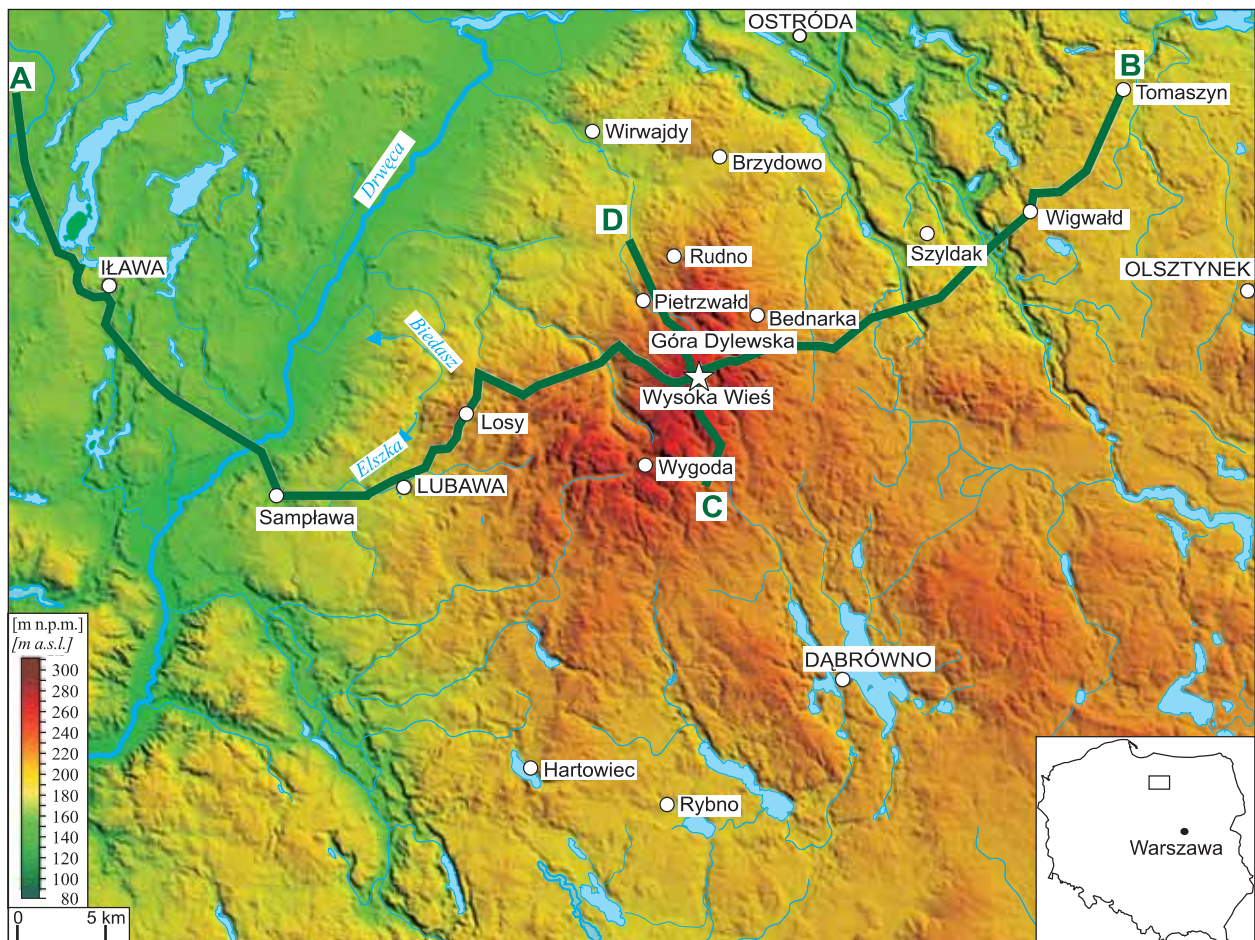 OSTRÓDA
A
B
Tomaszyn
Wirwajdy
Brzydowo
Drwęca
D
Wigwałd
Szyldak
Rudno
OLSZTYNEK
IŁAWA
Pietrzwałd
Bednarka
Biedasz
Góra Dylewska
Wysoka Wieś
Losy
Elszka
Wygoda
LUBAWA
C
Sampława
[m n.p.m.]
[m a.s.l.]
300
280
260
240
220
200
180
160
140
120
100
80
DĄBRÓWNO
Hartowiec
Rybno
Warszawa
0 5 km